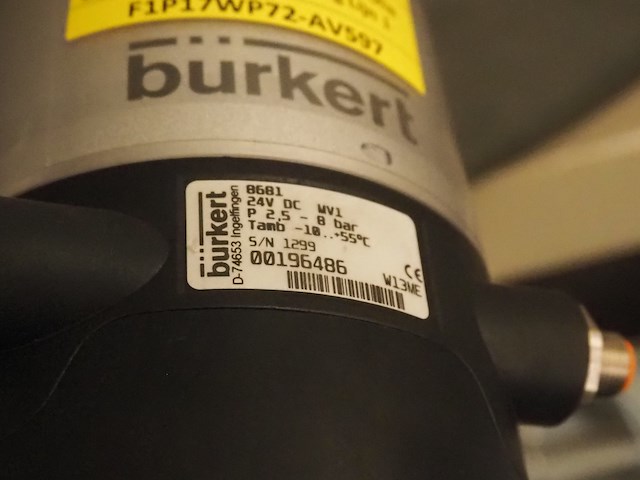 F1P17WP72-AV597
bürkert
bürkert
D-74653 Ingelfingen
8681
24V DC WV1
P 2,5 - 8 bar
Tamb -10..+55°C
S/N 1299
00196486
CE
W13ME